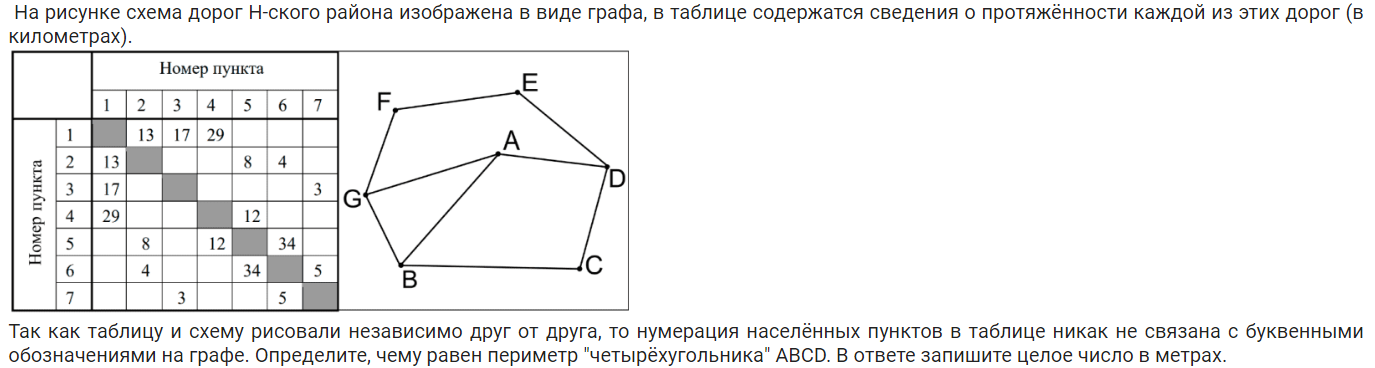 На рисунке схема дорог Н-ского района изображена в виде графа, в таблице содержатся сведения о протяжённости каждой из этих дорог (в
километрах).
Номер пункта
1 2 3 4 5 6 7
Номер пункта
1 13 17 29
2 13 8 4
3 17 3
4 29 12
5 8 12 34
6 4 34 5
7 3 5
E
F
A
D
G
C
B
Так как таблицу и схему рисовали независимо друг от друга, то нумерация населённых пунктов в таблице никак не связана с буквенными
обозначениями на графе. Определите, чему равен периметр "четырёхугольника" ABCD. В ответе запишите целое число в метрах.